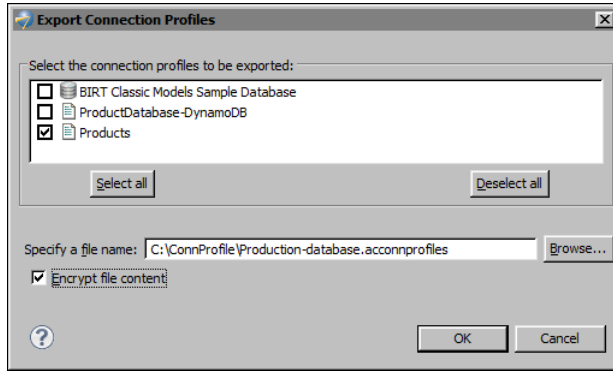 Export Connection Profiles
Select the connection profiles to be exported:
BIRT Classic Models Sample Database
ProductDatabase-DynamoDB
Products
Select all Deselect all
Specify a file name: C:\ConnProfile\Production-database.acconnprofiles Browse...
Encrypt file content
? OK Cancel